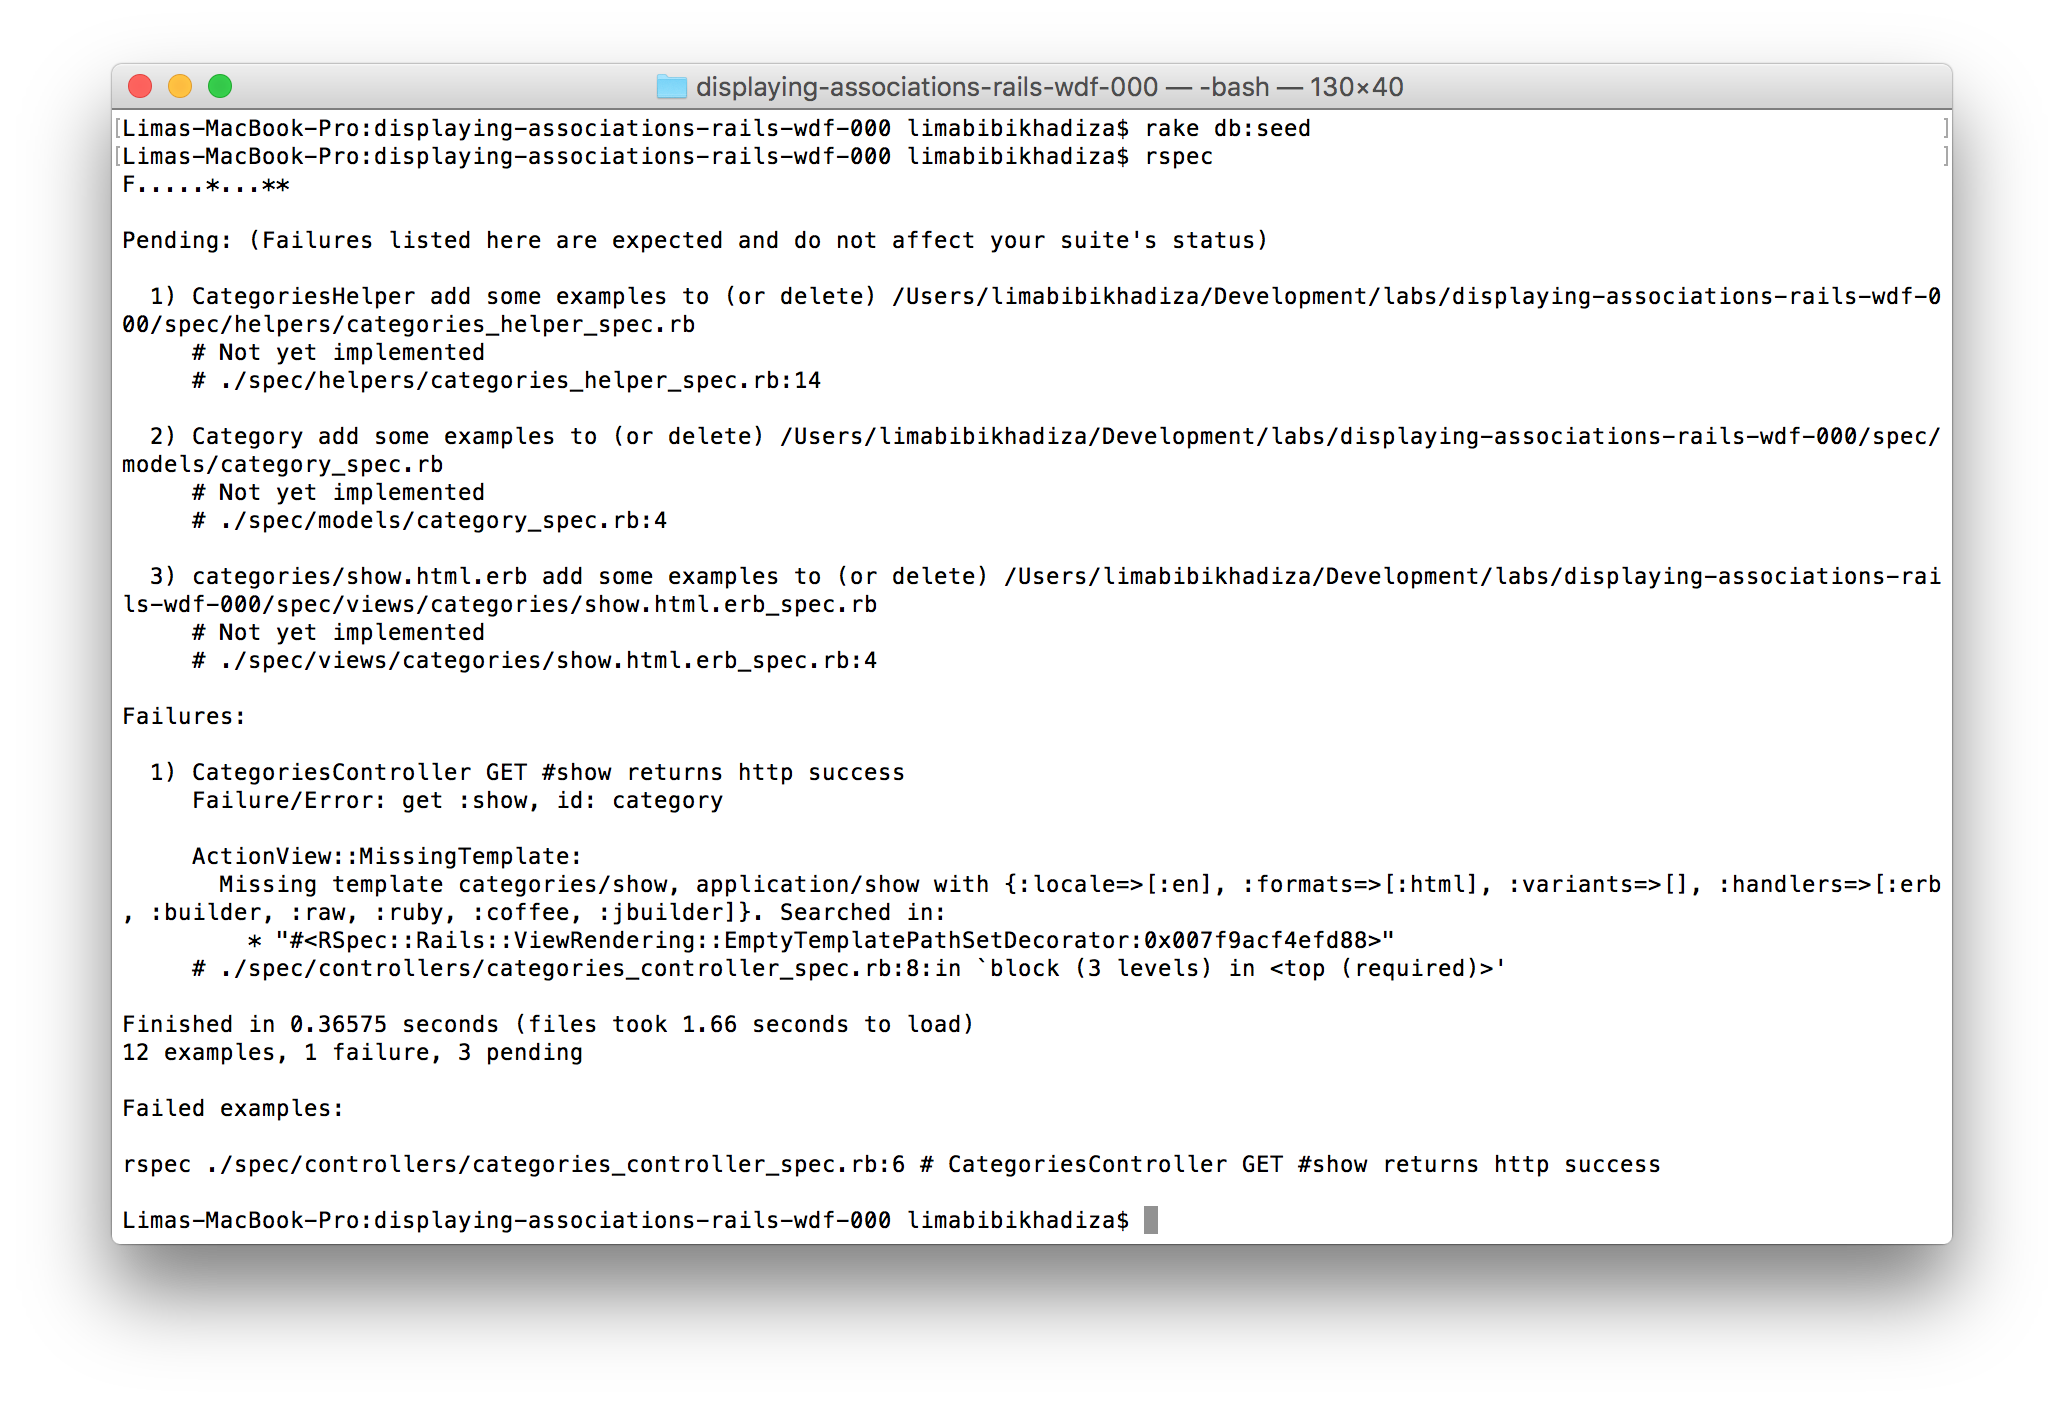 displaying-associations-rails-wdf-000 — -bash — 130×40
[Limas-MacBook-Pro:displaying-associations-rails-wdf-000 limabibikhadiza$ rake db:seed ]
[Limas-MacBook-Pro:displaying-associations-rails-wdf-000 limabibikhadiza$ rspec ]
F.....*...**
Pending: (Failures listed here are expected and do not affect your suite's status)
1) CategoriesHelper add some examples to (or delete) /Users/limabibikhadiza/Development/labs/displaying-associations-rails-wdf-0
00/spec/helpers/categories_helper_spec.rb
# Not yet implemented
# ./spec/helpers/categories_helper_spec.rb:14
2) Category add some examples to (or delete) /Users/limabibikhadiza/Development/labs/displaying-associations-rails-wdf-000/spec/
models/category_spec.rb
# Not yet implemented
# ./spec/models/category_spec.rb:4
3) categories/show.html.erb add some examples to (or delete) /Users/limabibikhadiza/Development/labs/displaying-associations-rai
ls-wdf-000/spec/views/categories/show.html.erb_spec.rb
# Not yet implemented
# ./spec/views/categories/show.html.erb_spec.rb:4
Failures:
1) CategoriesController GET #show returns http success
Failure/Error: get :show, id: category
ActionView::MissingTemplate:
Missing template categories/show, application/show with {:locale=>[:en], :formats=>[:html], :variants=>[], :handlers=>[:erb
, :builder, :raw, :ruby, :coffee, :jbuilder]}. Searched in:
* "#<RSpec::Rails::ViewRendering::EmptyTemplatePathSetDecorator:0x007f9acf4efd88>"
# ./spec/controllers/categories_controller_spec.rb:8:in `block (3 levels) in <top (required)>'
Finished in 0.36575 seconds (files took 1.66 seconds to load)
12 examples, 1 failure, 3 pending
Failed examples:
rspec ./spec/controllers/categories_controller_spec.rb:6 # CategoriesController GET #show returns http success
Limas-MacBook-Pro:displaying-associations-rails-wdf-000 limabibikhadiza$